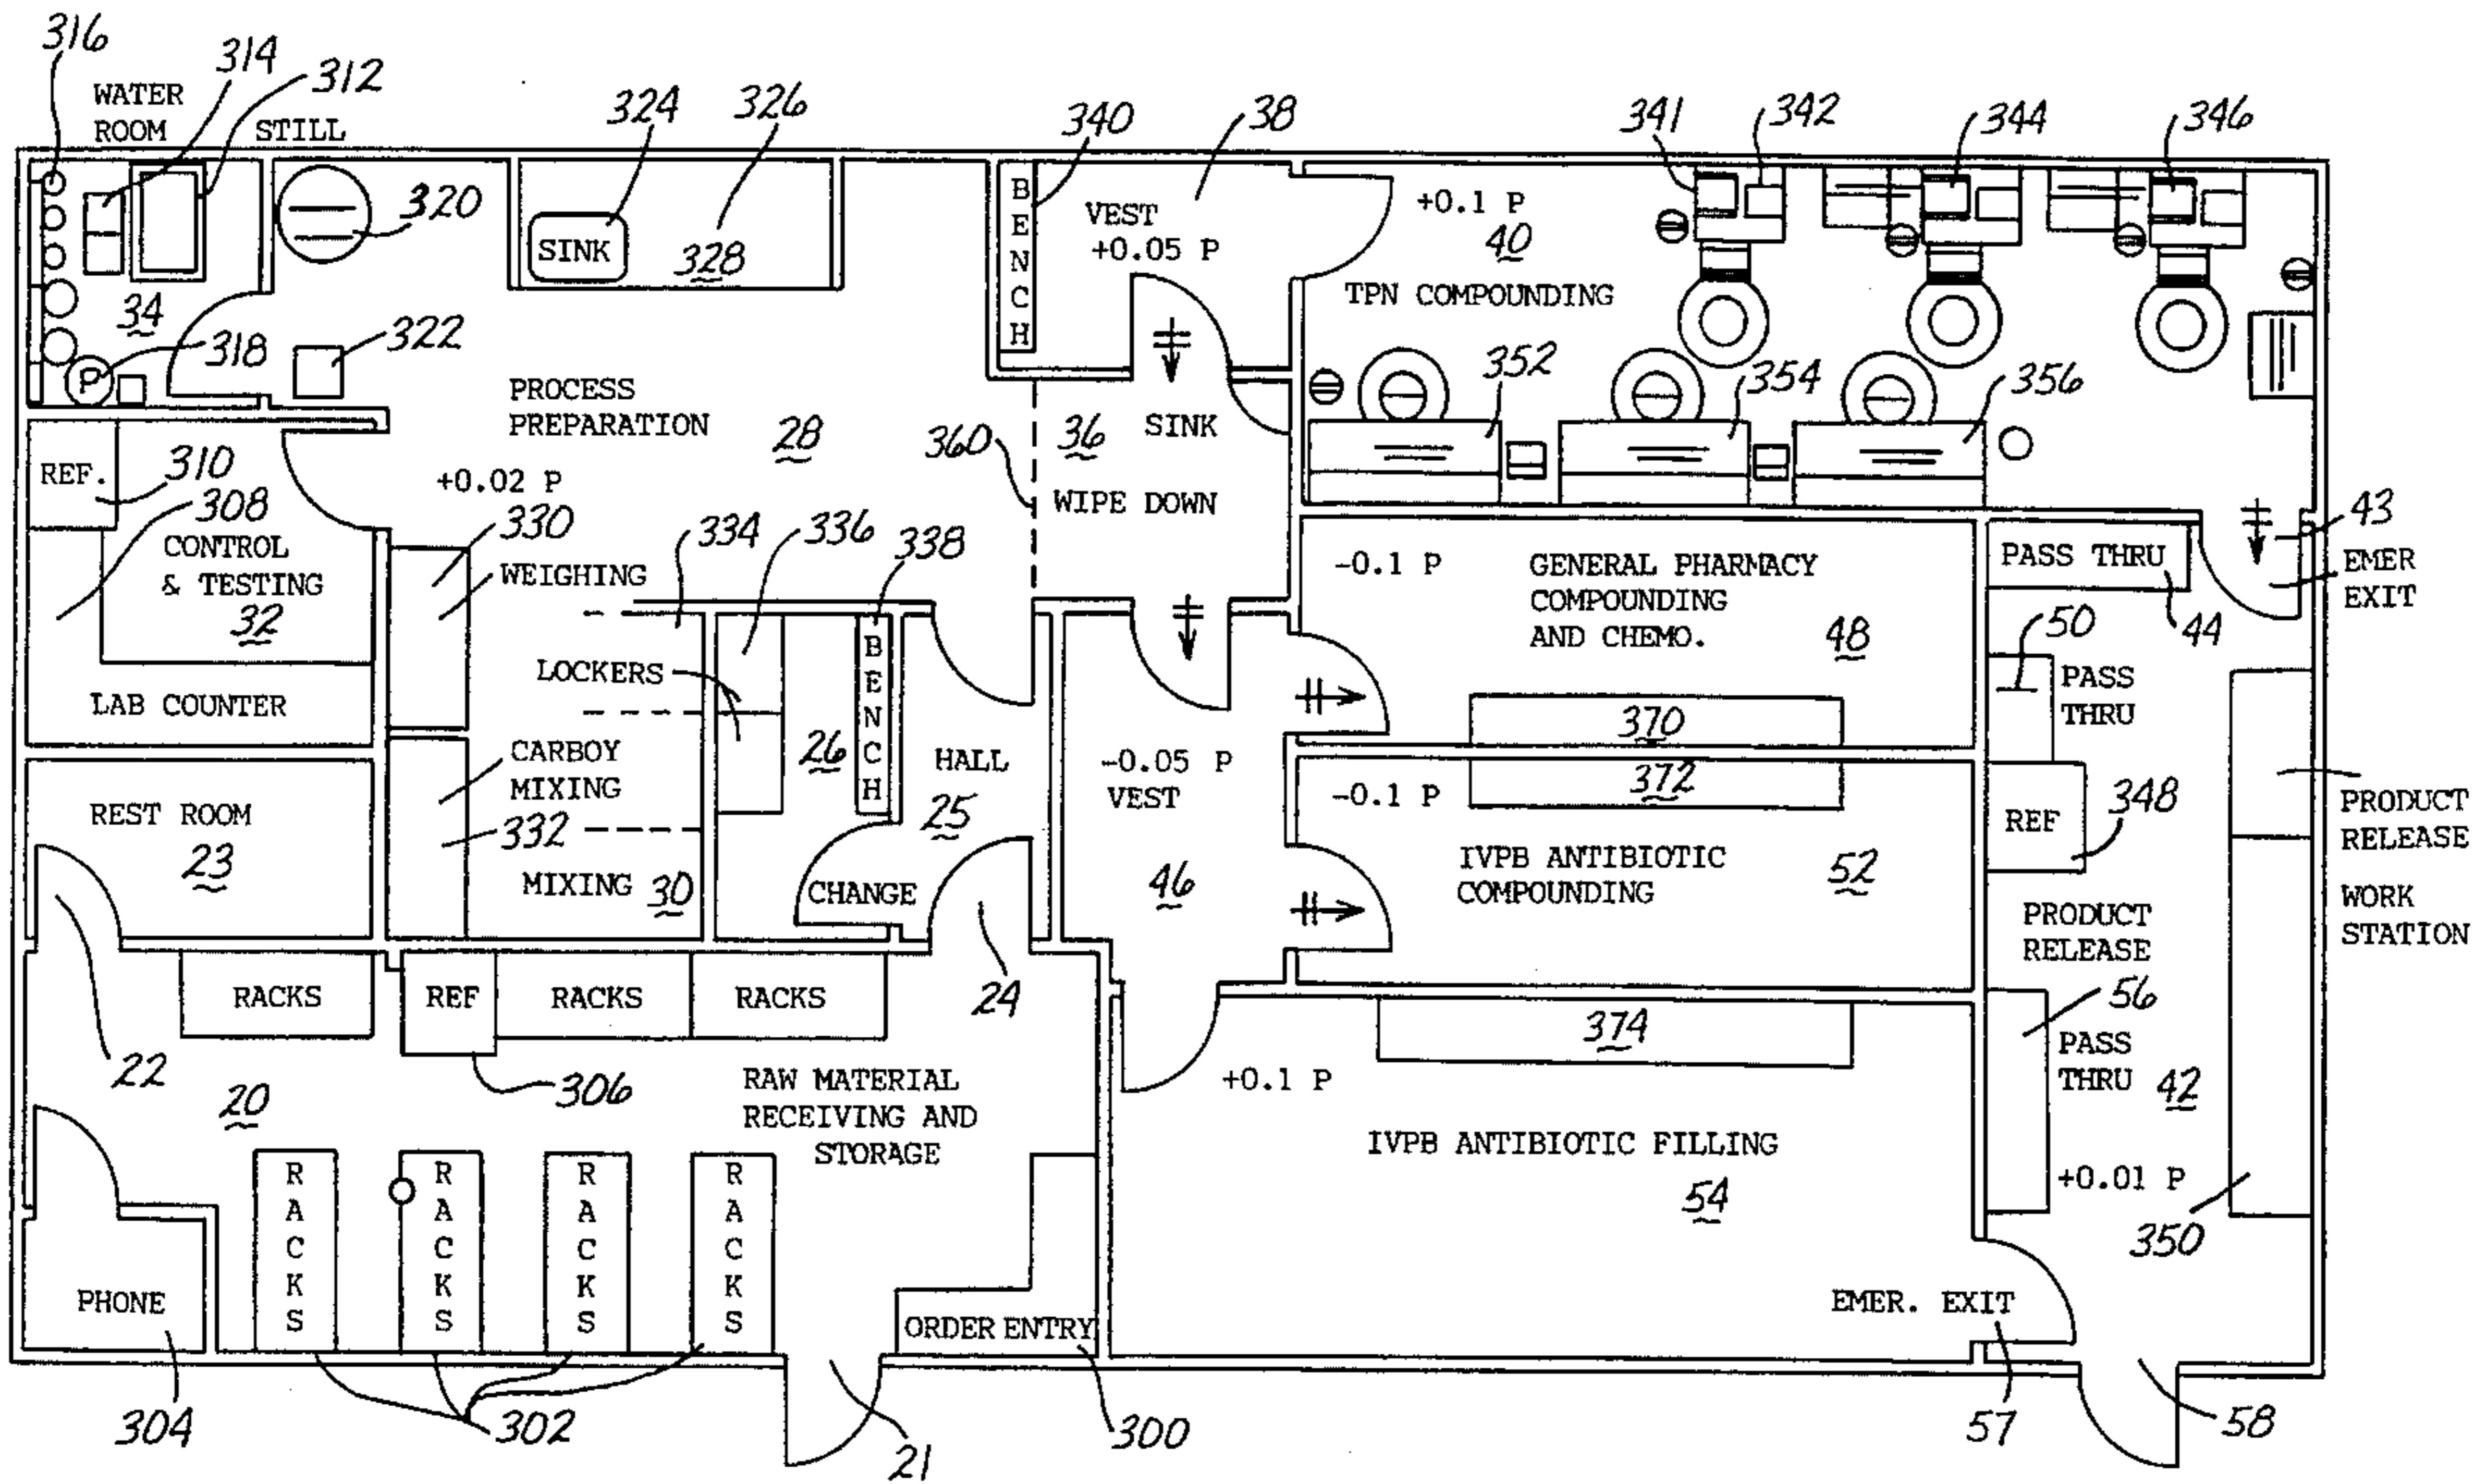 316
314
312
WATER
ROOM
STILL
324
326
340
38
341
342
344
346
320
SINK
328
BENCH
VEST
+0.05 P
+0.1 P
40
TPN COMPOUNDING
34
318
P
322
PROCESS
PREPARATION
28
360
36
SINK
WIPE DOWN
352
354
356
REF.
310
308
+0.02 P
330
CONTROL
& TESTING
32
WEIGHING
334
336
338
LAB COUNTER
LOCKERS
BENCH
26
HALL
25
CARBOY
MIXING
332
MIXING
30
CHANGE
-0.05 P
VEST
46
-0.1 P
GENERAL PHARMACY
COMPOUNDING
AND CHEMO.
48
370
372
-0.1 P
IVPB ANTIBIOTIC
COMPOUNDING
52
PASS THRU
43
EMER
EXIT
44
50
PASS
THRU
REF
348
PRODUCT
RELEASE
WORK
STATION
PRODUCT
RELEASE
56
PASS
THRU
42
+0.01 P
350
REST ROOM
23
22
RACKS
REF
RACKS
RACKS
24
306
20
RAW MATERIAL
RECEIVING AND
STORAGE
374
+0.1 P
IVPB ANTIBIOTIC FILLING
54
RACKS
RACKS
RACKS
RACKS
PHONE
ORDER ENTRY
EMER. EXIT
304
302
21
300
57
58